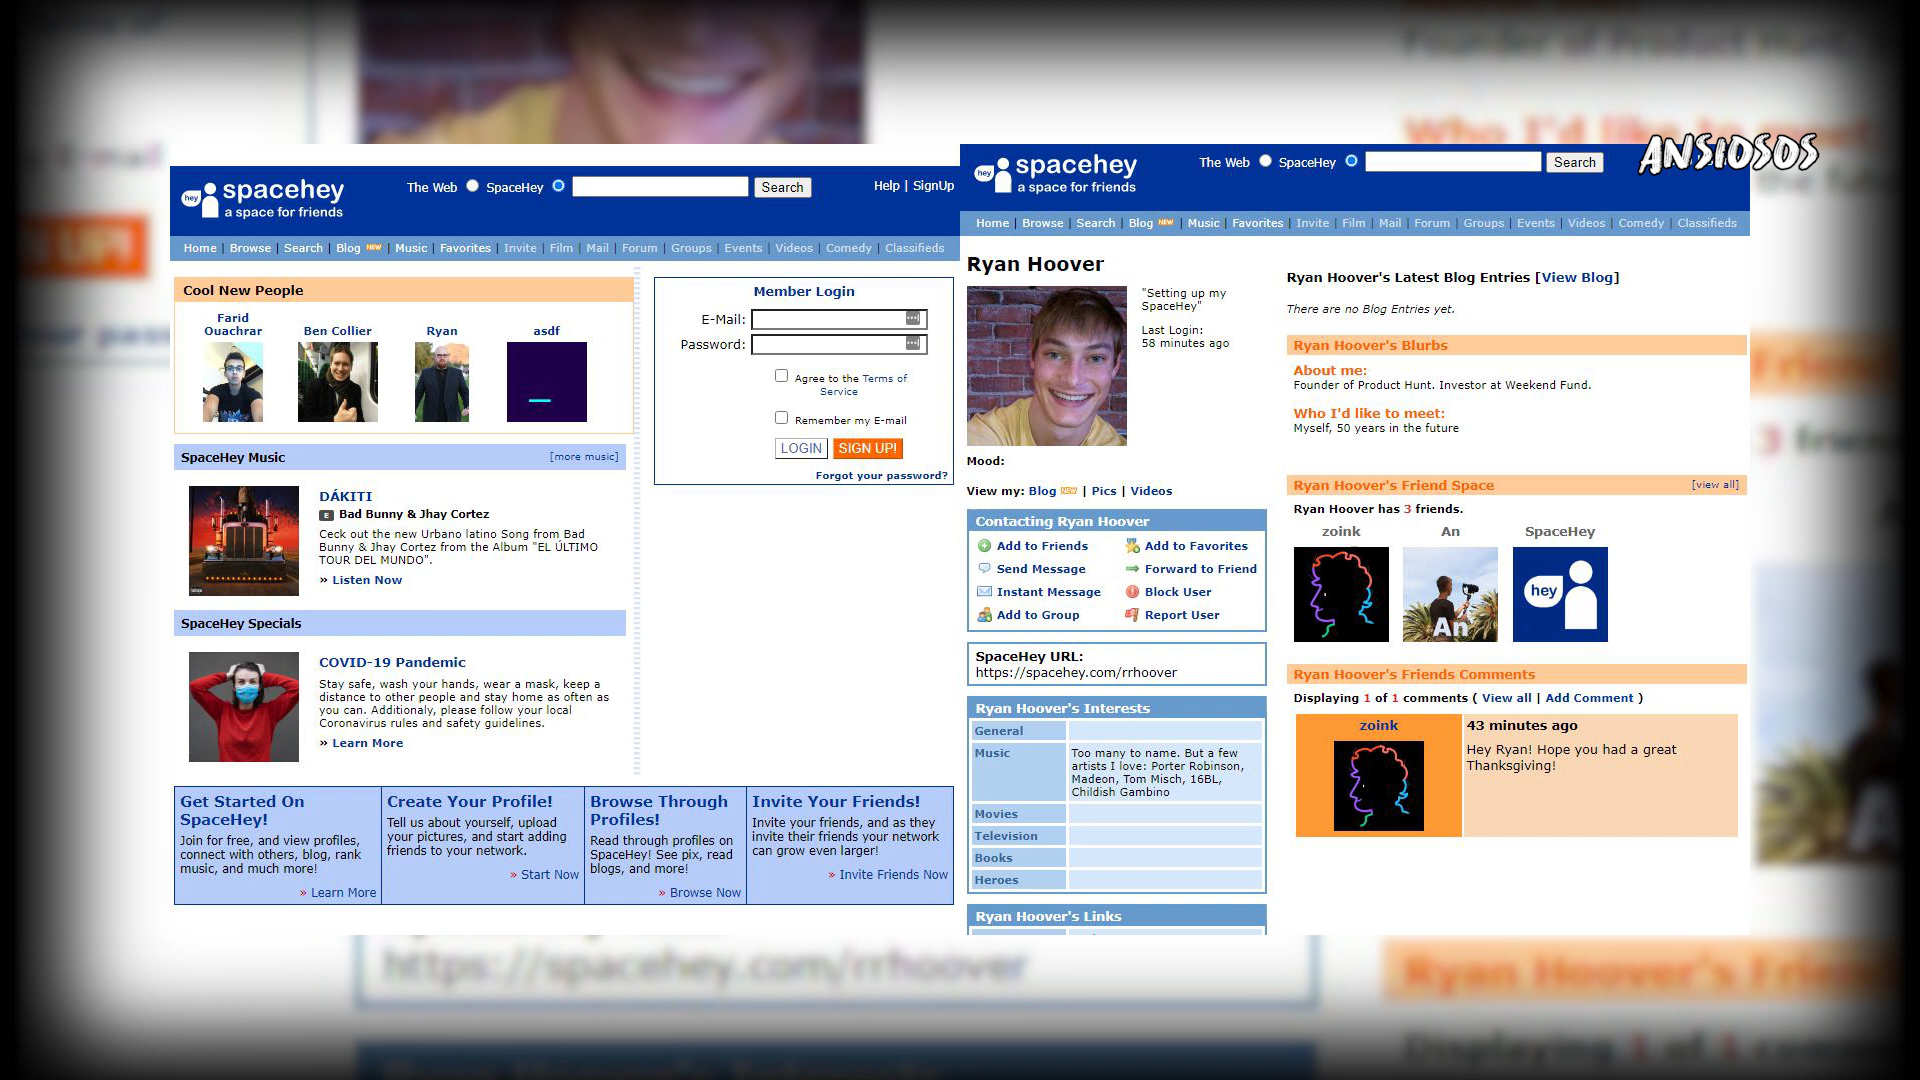 ANSIOSOS
hey
spacehey
a space for friends
The Web SpaceHey Search
Help | SignUp
Home | Browse | Search | Blog NEW | Music | Favorites | Invite | Film | Mail | Forum | Groups | Events | Videos | Comedy | Classifieds
Cool New People
Farid
Ouachrar
Ben Collier
Ryan
asdf
Member Login
E-Mail:
Password:
Agree to the Terms of
Service
Remember my E-mail
LOGIN SIGN UP!
Forgot your password?
SpaceHey Music [more music]
DÁKITI
E Bad Bunny & Jhay Cortez
Ceck out the new Urbano latino Song from Bad
Bunny & Jhay Cortez from the Album "EL ÚLTIMO
TOUR DEL MUNDO".
» Listen Now
SpaceHey Specials
COVID-19 Pandemic
Stay safe, wash your hands, wear a mask, keep a
distance to other people and stay home as often as
you can. Additionaly, please follow your local
Coronavirus rules and safety guidelines.
» Learn More
Get Started On
SpaceHey!
Join for free, and view profiles,
connect with others, blog, rank
music, and much more!
» Learn More
Create Your Profile!
Tell us about yourself, upload
your pictures, and start adding
friends to your network.
» Start Now
Browse Through
Profiles!
Read through profiles on
SpaceHey! See pix, read
blogs, and more!
» Browse Now
Invite Your Friends!
Invite your friends, and as they
invite their friends your network
can grow even larger!
» Invite Friends Now
hey
spacehey
a space for friends
The Web SpaceHey Search
Home | Browse | Search | Blog NEW | Music | Favorites | Invite | Film | Mail | Forum | Groups | Events | Videos | Comedy | Classifieds
Ryan Hoover
"Setting up my
SpaceHey"
Last Login:
58 minutes ago
Mood:
View my: Blog NEW | Pics | Videos
Contacting Ryan Hoover
Add to Friends Add to Favorites
Send Message Forward to Friend
Instant Message Block User
Add to Group Report User
SpaceHey URL:
https://spacehey.com/rrhoover
Ryan Hoover's Interests
General
Music
Too many to name. But a few
artists I love: Porter Robinson,
Madeon, Tom Misch, 16BL,
Childish Gambino
Movies
Television
Books
Heroes
Ryan Hoover's Links
Ryan Hoover's Latest Blog Entries [View Blog]
There are no Blog Entries yet.
Ryan Hoover's Blurbs
About me:
Founder of Product Hunt. Investor at Weekend Fund.
Who I'd like to meet:
Myself, 50 years in the future
Ryan Hoover's Friend Space [view all]
Ryan Hoover has 3 friends.
zoink An SpaceHey
An
hey
Ryan Hoover's Friends Comments
Displaying 1 of 1 comments ( View all | Add Comment )
zoink
43 minutes ago
Hey Ryan! Hope you had a great
Thanksgiving!
https://spacehey.com/rrhoover